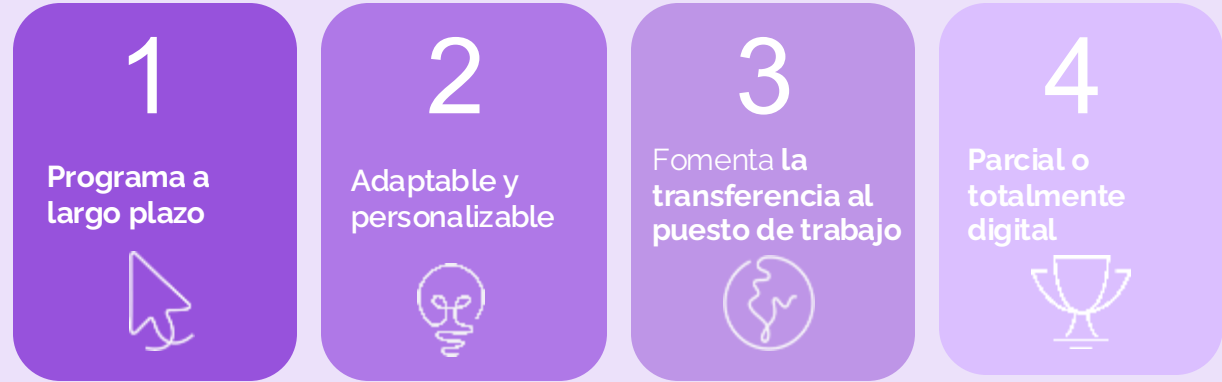 1
Programa a
largo plazo
2
Adaptable y
personalizable
3
Fomenta la
transferencia al
puesto de trabajo
4
Parcial o
totalmente
digital